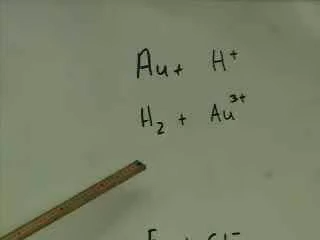 Au + H⁺
H₂ + Au³⁺